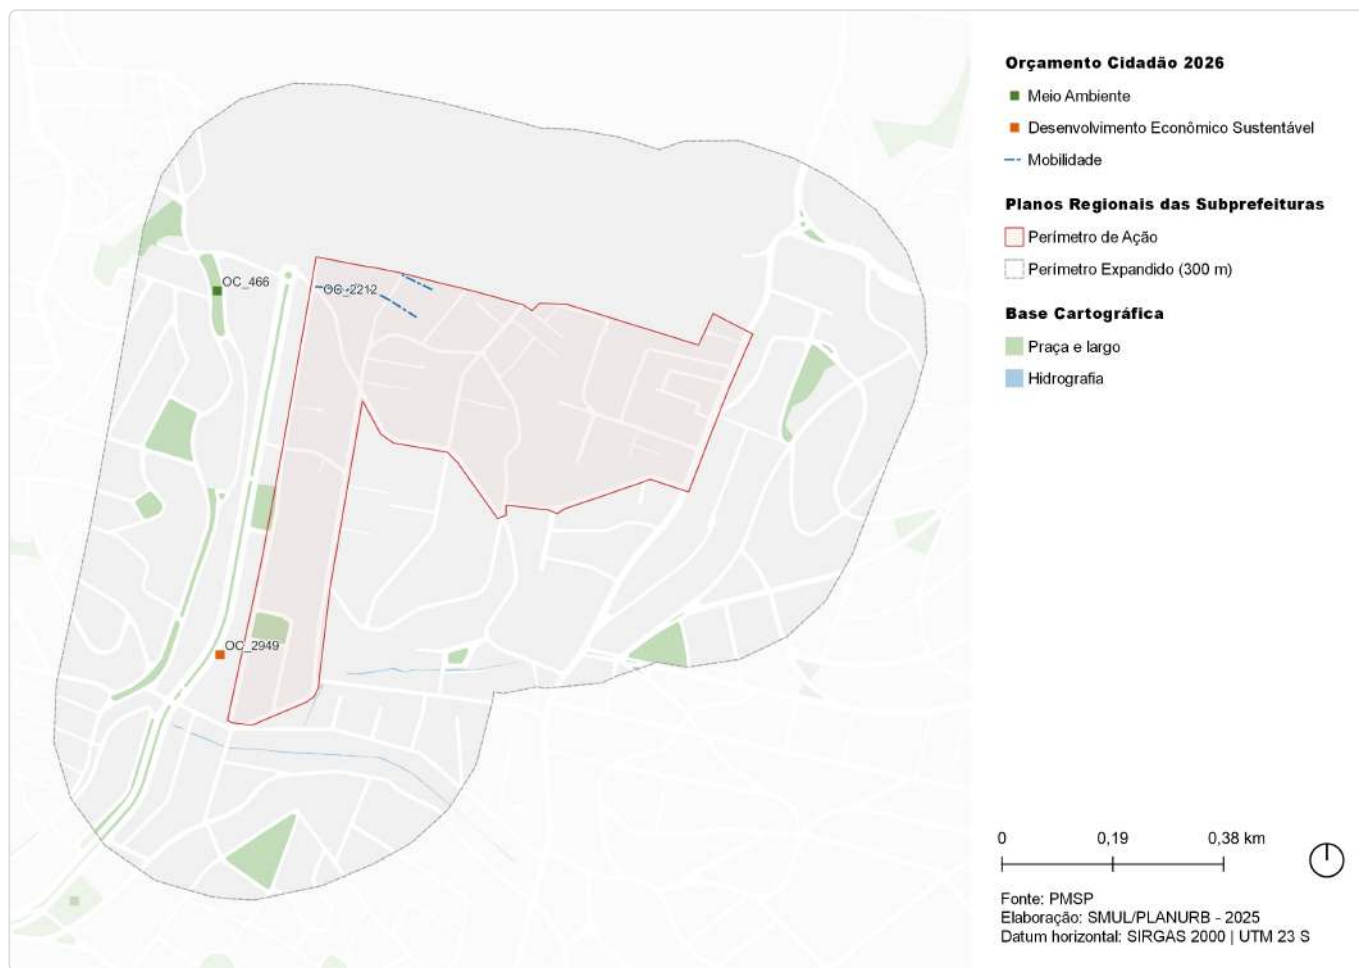 OC_466
OC_2212
OC_2949
Orçamento Cidadão 2026
Meio Ambiente
Desenvolvimento Econômico Sustentável
Mobilidade
Planos Regionais das Subprefeituras
Perímetro de Ação
Perímetro Expandido (300 m)
Base Cartográfica
Praça e largo
Hidrografia
0 0,19 0,38 km
Fonte: PMSP
Elaboração: SMUL/PLANURB - 2025
Datum horizontal: SIRGAS 2000 | UTM 23 S